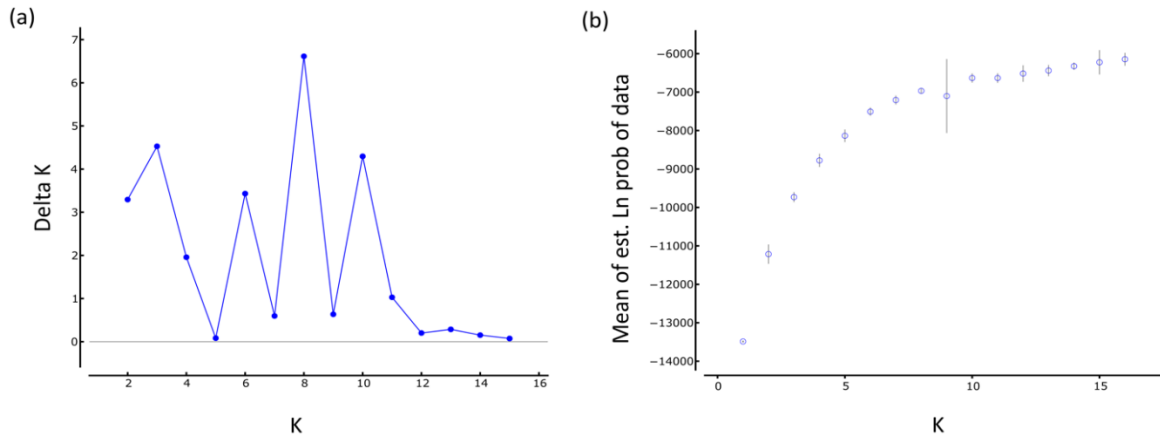 (a)
7
6
5
4
3
2
1
0
Delta K
2 4 6 8 10 12 14 16
K
(b)
−6000
−7000
−8000
−9000
−10000
−11000
−12000
−13000
−14000
Mean of est. Ln prob of data
0 5 10 15
K